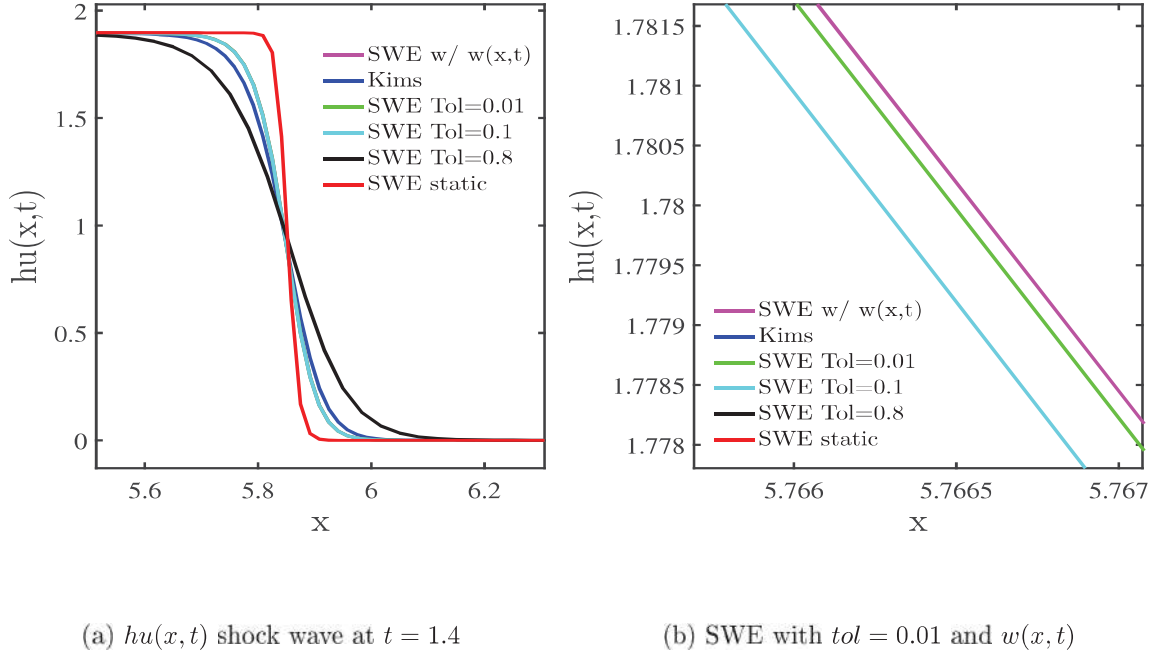 2
1.5
1
0.5
0
hu(x,t)
5.6
5.8
6
6.2
x
SWE w/ w(x,t)
Kims
SWE Tol=0.01
SWE Tol=0.1
SWE Tol=0.8
SWE static
1.7815
1.781
1.7805
1.78
1.7795
1.779
1.7785
1.778
hu(x,t)
5.766
5.7665
5.767
x
SWE w/ w(x,t)
Kims
SWE Tol=0.01
SWE Tol=0.1
SWE Tol=0.8
SWE static
(a) hu(x, t) shock wave at t = 1.4
(b) SWE with tol = 0.01 and w(x, t)